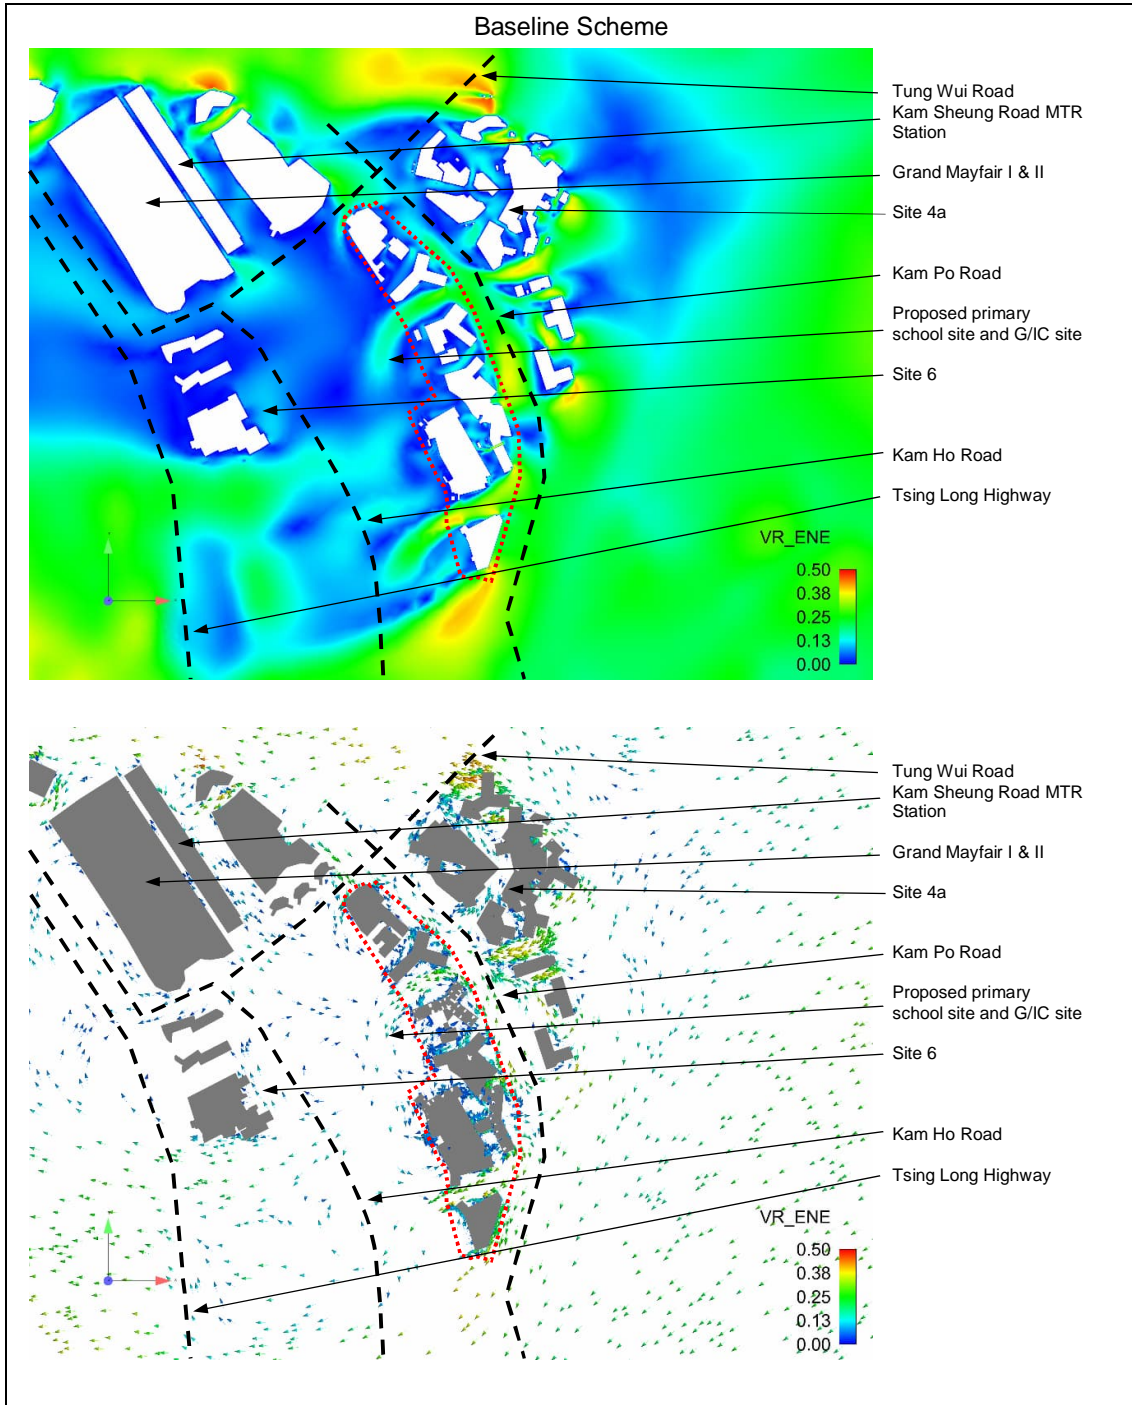 Baseline Scheme
Tung Wui Road
Kam Sheung Road MTR
Station
Grand Mayfair I & II
Site 4a
Kam Po Road
Proposed primary
school site and G/IC site
Site 6
Kam Ho Road
Tsing Long Highway
VR_ENE
0.50
0.38
0.25
0.13
0.00
Tung Wui Road
Kam Sheung Road MTR
Station
Grand Mayfair I & II
Site 4a
Kam Po Road
Proposed primary
school site and G/IC site
Site 6
Kam Ho Road
Tsing Long Highway
VR_ENE
0.50
0.38
0.25
0.13
0.00